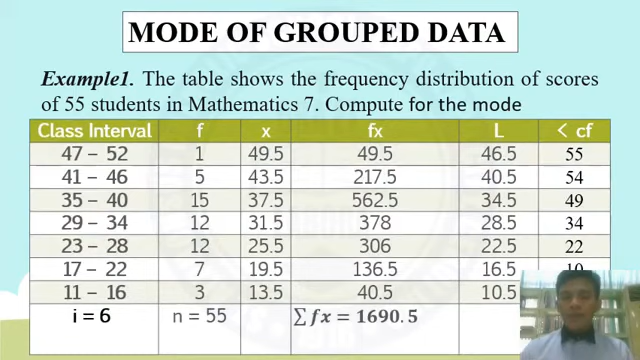 MODE OF GROUPED DATA
Example1. The table shows the frequency distribution of scores
of 55 students in Mathematics 7. Compute for the mode
Class Interval f x fx L < cf
47 – 52 1 49.5 49.5 46.5 55
41 – 46 5 43.5 217.5 40.5 54
35 – 40 15 37.5 562.5 34.5 49
29 – 34 12 31.5 378 28.5 34
23 – 28 12 25.5 306 22.5 22
17 – 22 7 19.5 136.5 16.5 10
11 – 16 3 13.5 40.5 10.5
i = 6 n = 55 ∑fx = 1690.5